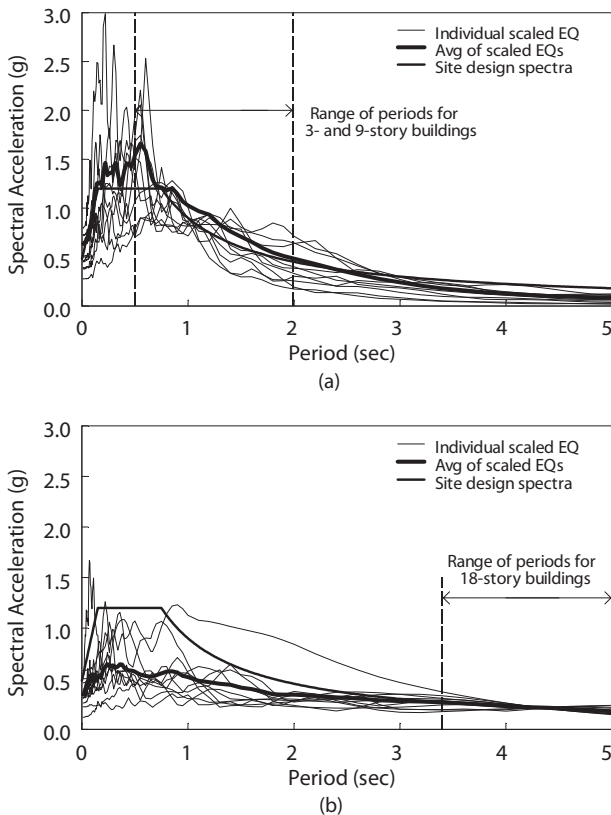 3.0
2.5
2.0
1.5
1.0
0.5
0.0
Spectral Acceleration (g)
Individual scaled EQ
Avg of scaled EQs
Site design spectra
Range of periods for
3- and 9-story buildings
0 1 2 3 4 5
Period (sec)
(a)
3.0
2.5
2.0
1.5
1.0
0.5
0.0
Spectral Acceleration (g)
Individual scaled EQ
Avg of scaled EQs
Site design spectra
Range of periods for
18-story buildings
0 1 2 3 4 5
Period (sec)
(b)